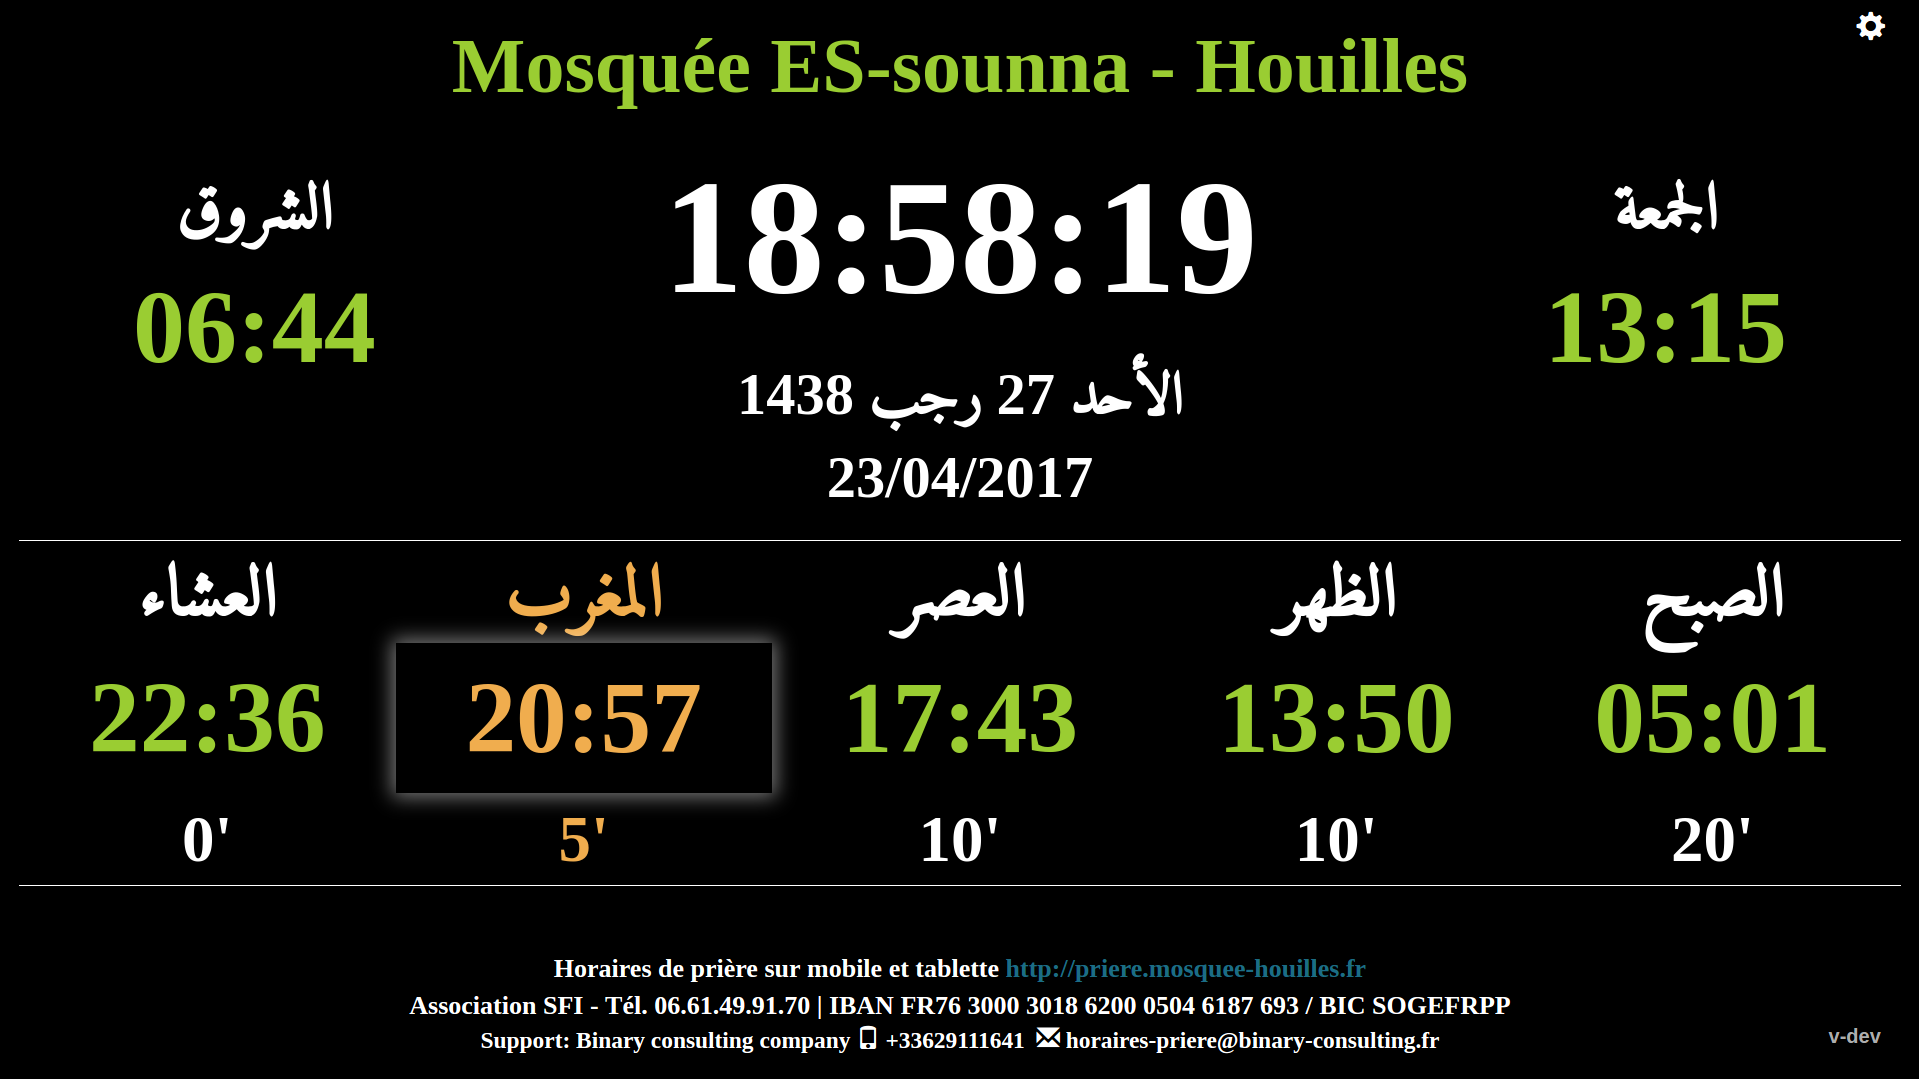 Mosquée ES-sounna - Houilles
الشروق
06:44
18:58:19
الجمعة
13:15
الأحد 27 رجب 1438
23/04/2017
العشاء المغرب العصر الظهر الصبح
22:36 20:57 17:43 13:50 05:01
0' 5' 10' 10' 20'
Horaires de prière sur mobile et tablette http://priere.mosquee-houilles.fr
Association SFI - Tél. 06.61.49.91.70 | IBAN FR76 3000 3018 6200 0504 6187 693 / BIC SOGEFRPP
Support: Binary consulting company +33629111641 horaires-priere@binary-consulting.fr
v-dev